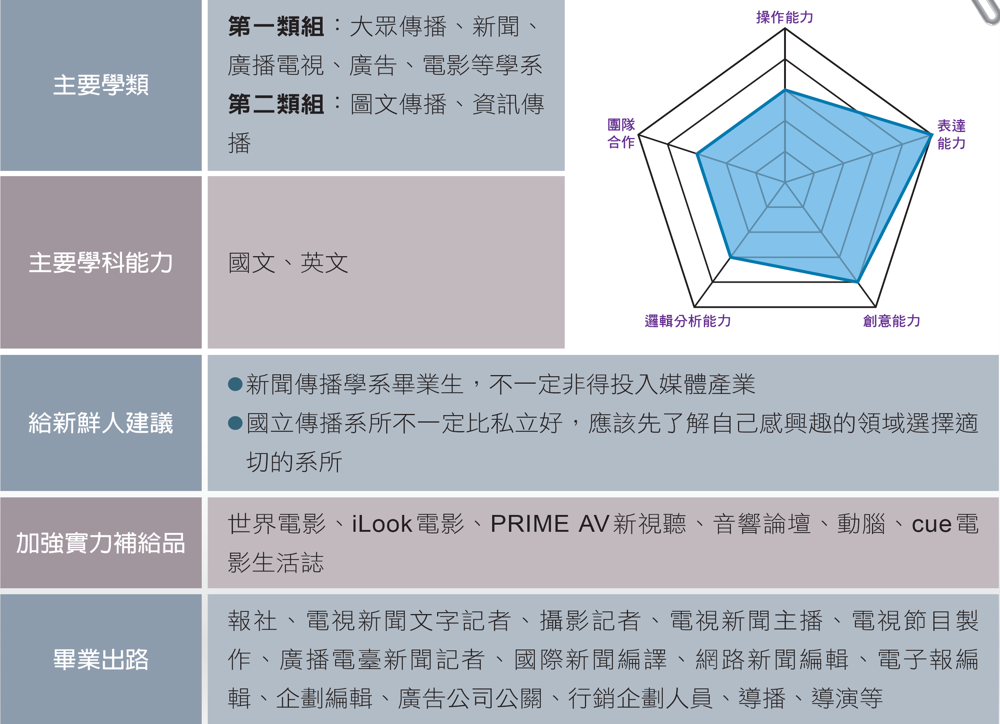 主要學類
第一類組：大眾傳播、新聞、
廣播電視、廣告、電影等學系
第二類組：圖文傳播、資訊傳
播
操作能力
表達
能力
創意能力
邏輯分析能力
團隊
合作
主要學科能力
國文、英文
給新鮮人建議
●新聞傳播學系畢業生，不一定非得投入媒體產業
●國立傳播系所不一定比私立好，應該先了解自己感興趣的領域選擇適
切的系所
加強實力補給品
世界電影、iLook電影、PRIME AV新視聽、音響論壇、動腦、cue電
影生活誌
畢業出路
報社、電視新聞文字記者、攝影記者、電視新聞主播、電視節目製
作、廣播電臺新聞記者、國際新聞編譯、網路新聞編輯、電子報編
輯、企劃編輯、廣告公司公關、行銷企劃人員、導播、導演等